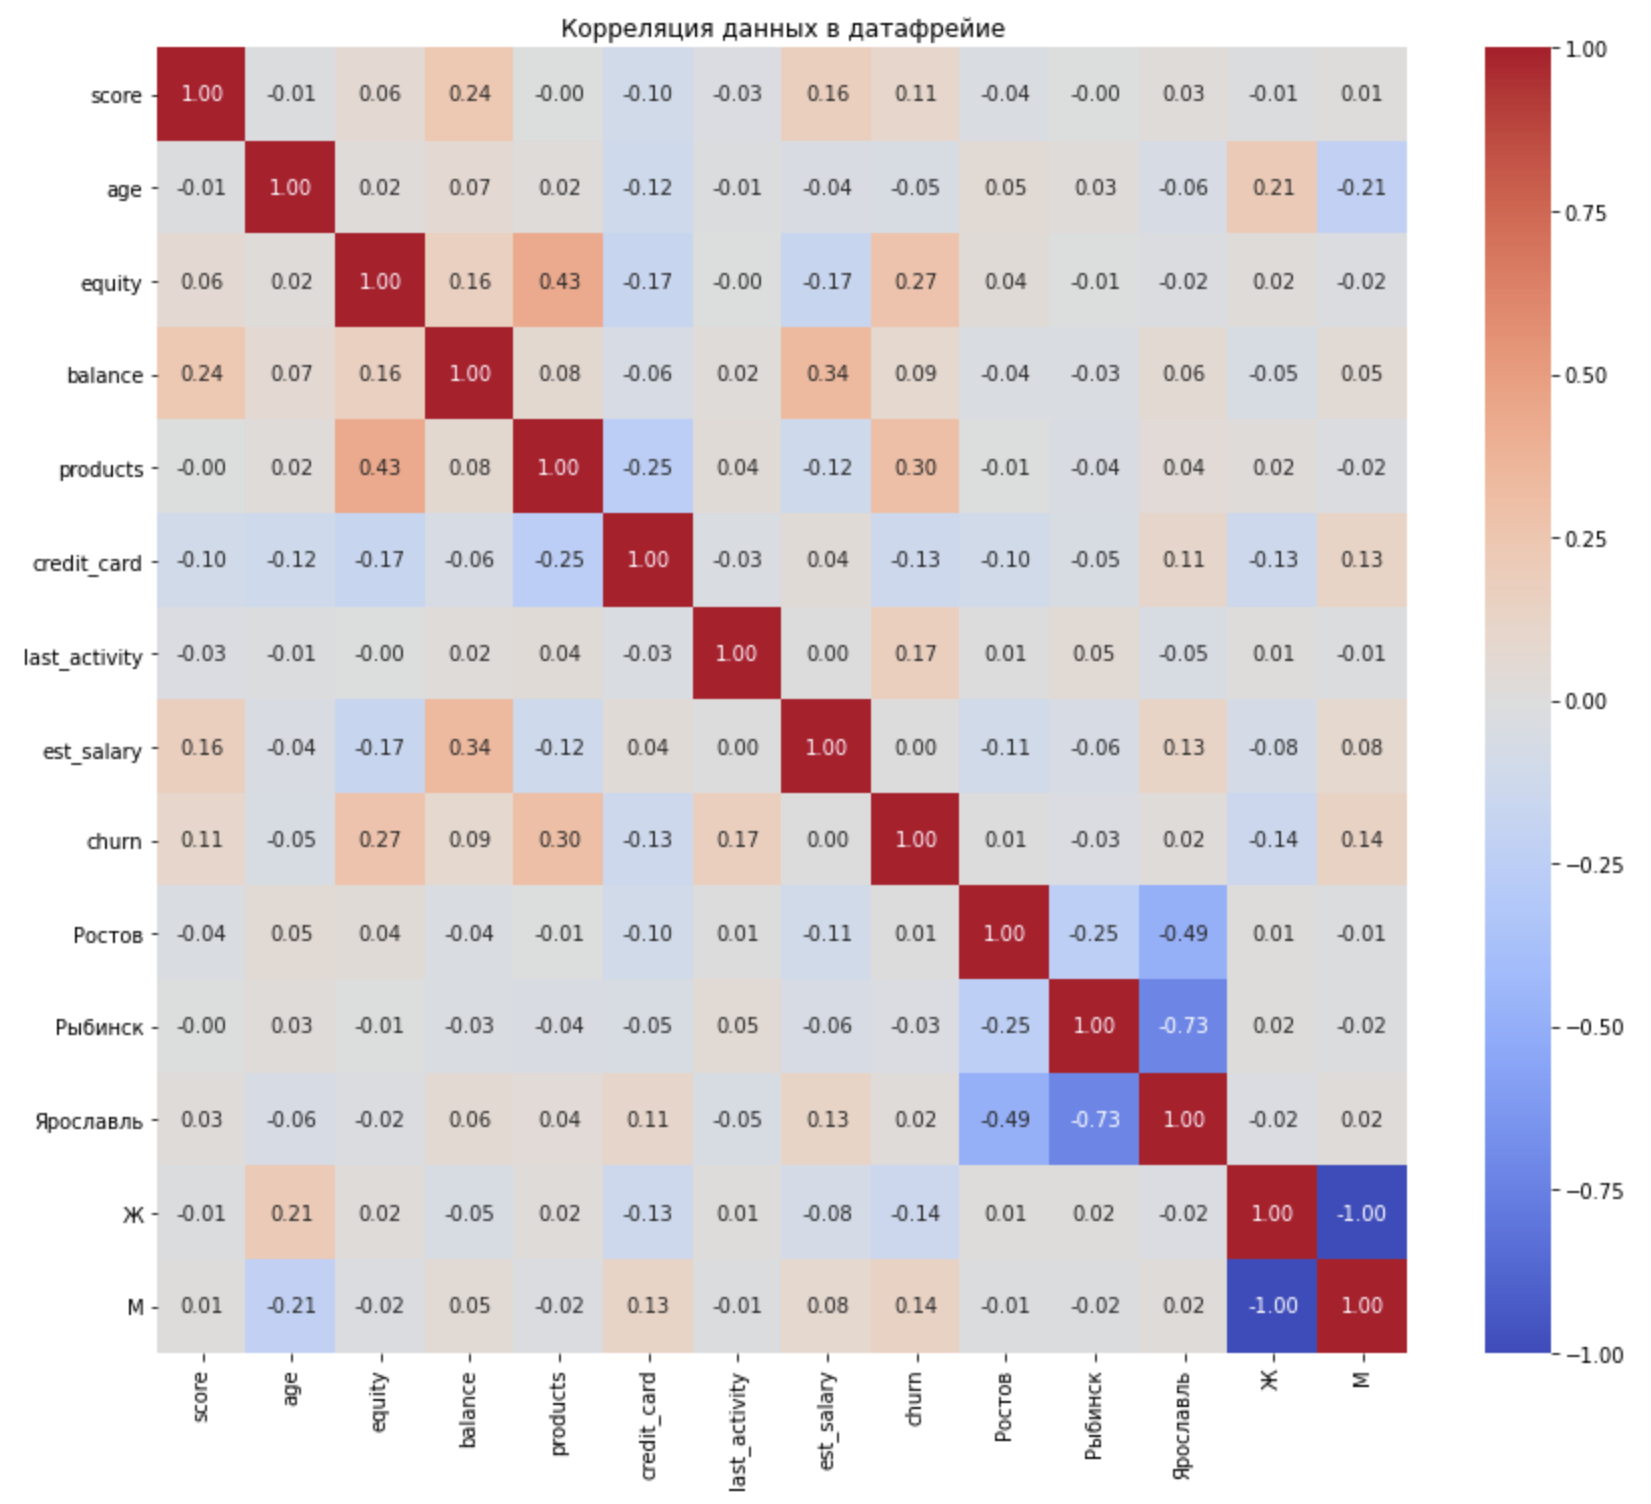 Корреляция данных в датафрейие
score 1.00 -0.01 0.06 0.24 -0.00 -0.10 -0.03 0.16 0.11 -0.04 -0.00 0.03 -0.01 0.01
age -0.01 1.00 0.02 0.07 0.02 -0.12 -0.01 -0.04 -0.05 0.05 0.03 -0.06 0.21 -0.21
equity 0.06 0.02 1.00 0.16 0.43 -0.17 -0.00 -0.17 0.27 0.04 -0.01 -0.02 0.02 -0.02
balance 0.24 0.07 0.16 1.00 0.08 -0.06 0.02 0.34 0.09 -0.04 -0.03 0.06 -0.05 0.05
products -0.00 0.02 0.43 0.08 1.00 -0.25 0.04 -0.12 0.30 -0.01 -0.04 0.04 0.02 -0.02
credit_card -0.10 -0.12 -0.17 -0.06 -0.25 1.00 -0.03 0.04 -0.13 -0.10 -0.05 0.11 -0.13 0.13
last_activity -0.03 -0.01 -0.00 0.02 0.04 -0.03 1.00 0.00 0.17 0.01 0.05 -0.05 0.01 -0.01
est_salary 0.16 -0.04 -0.17 0.34 -0.12 0.04 0.00 1.00 0.00 -0.11 -0.06 0.13 -0.08 0.08
churn 0.11 -0.05 0.27 0.09 0.30 -0.13 0.17 0.00 1.00 0.01 -0.03 0.02 -0.14 0.14
Ростов -0.04 0.05 0.04 -0.04 -0.01 -0.10 0.01 -0.11 0.01 1.00 -0.25 -0.49 0.01 -0.01
Рыбинск -0.00 0.03 -0.01 -0.03 -0.04 -0.05 0.05 -0.06 -0.03 -0.25 1.00 -0.73 0.02 -0.02
Ярославль 0.03 -0.06 -0.02 0.06 0.04 0.11 -0.05 0.13 0.02 -0.49 -0.73 1.00 -0.02 0.02
Ж -0.01 0.21 0.02 -0.05 0.02 -0.13 0.01 -0.08 -0.14 0.01 0.02 -0.02 1.00 -1.00
М 0.01 -0.21 -0.02 0.05 -0.02 0.13 -0.01 0.08 0.14 -0.01 -0.02 0.02 -1.00 1.00
score age equity balance products credit_card last_activity est_salary churn Ростов Рыбинск Ярославль Ж М
1.00
0.75
0.50
0.25
0.00
−0.25
−0.50
−0.75
−1.00